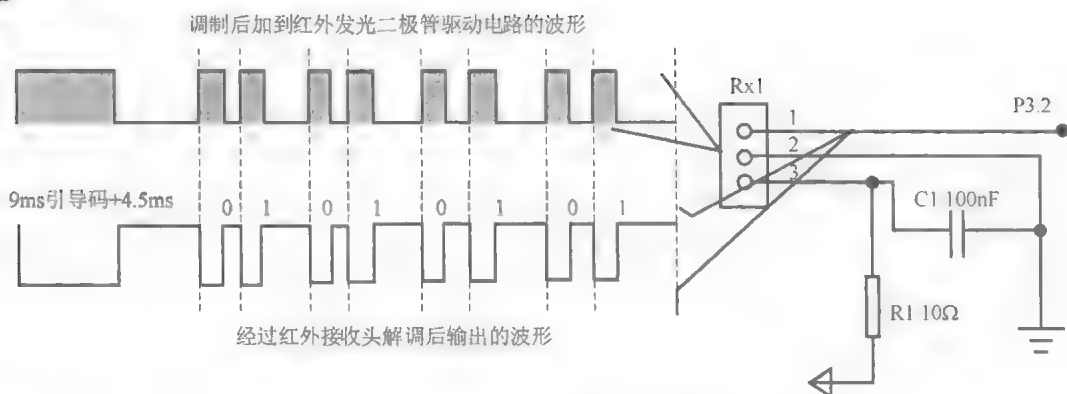 调制后加到红外发光二极管驱动电路的波形
Rx1
P3.2
1
2
3
9ms引导码+4.5ms
0 1 0 1 0 1 0 1
C1 100nF
R1 10Ω
经过红外接收头解调后输出的波形